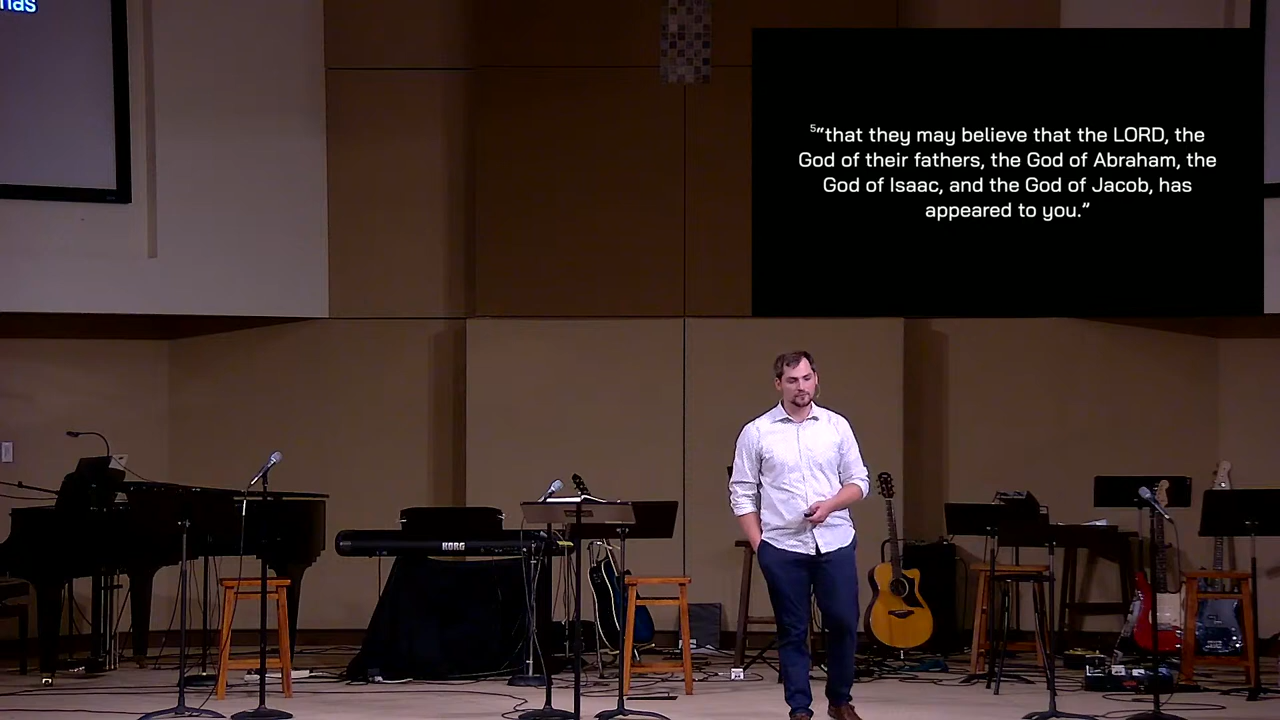 has
⁵“that they may believe that the LORD, the
God of their fathers, the God of Abraham, the
God of Isaac, and the God of Jacob, has
appeared to you.”
KORG